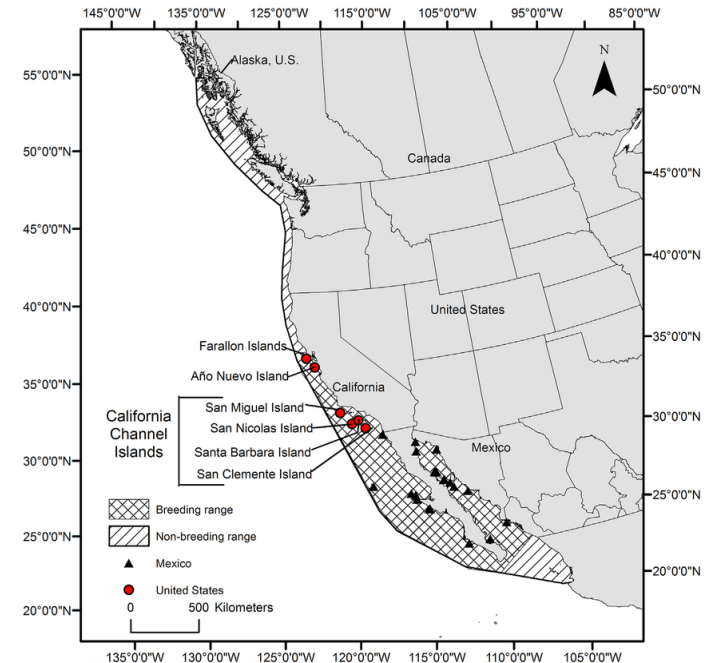 145°0'0"W 135°0'0"W 125°0'0"W 115°0'0"W 105°0'0"W 95°0'0"W 85°0'0"W
N
Alaska, U.S.
55°0'0"N
50°0'0"N
50°0'0"N
Canada
45°0'0"N
45°0'0"N
40°0'0"N
40°0'0"N
United States
35°0'0"N
Farallon Islands
Año Nuevo Island
35°0'0"N
California
San Miguel Island
30°0'0"N
California
Channel
Islands
San Nicolas Island
Santa Barbara Island
Mexico
30°0'0"N
San Clemente Island
25°0'0"N
Breeding range
25°0'0"N
Non-breeding range
Mexico
20°0'0"N
United States
20°0'0"N
0 500 Kilometers
135°0'0"W 130°0'0"W 125°0'0"W 120°0'0"W 115°0'0"W 110°0'0"W 105°0'0"W